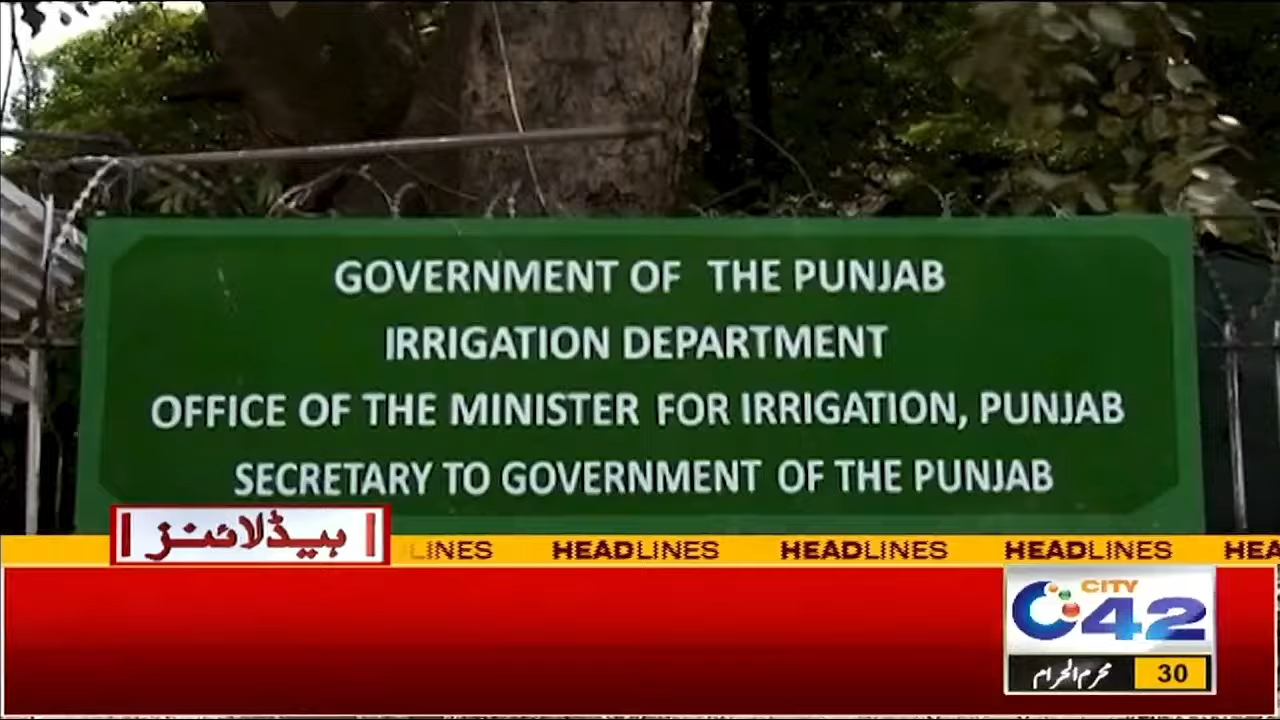 GOVERNMENT OF THE PUNJAB
IRRIGATION DEPARTMENT
OFFICE OF THE MINISTER FOR IRRIGATION, PUNJAB
SECRETARY TO GOVERNMENT OF THE PUNJAB
ہیڈلائنز
LINES HEADLINES HEADLINES HEADLINES HEA
CITY
42
محرم الحرام 30